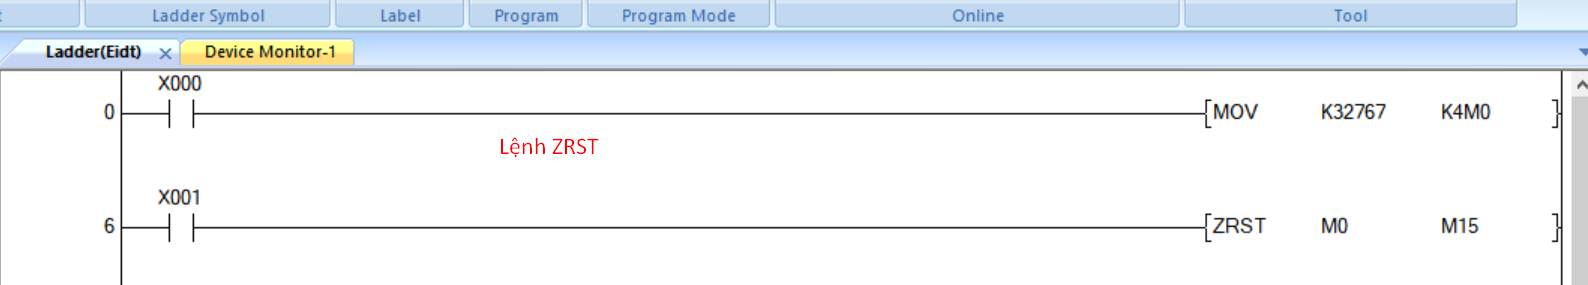 Ladder Symbol Label Program Program Mode Online Tool
Ladder(Eidt) Device Monitor-1
X000
0 MOV K32767 K4M0
Lệnh ZRST
X001
6 ZRST M0 M15